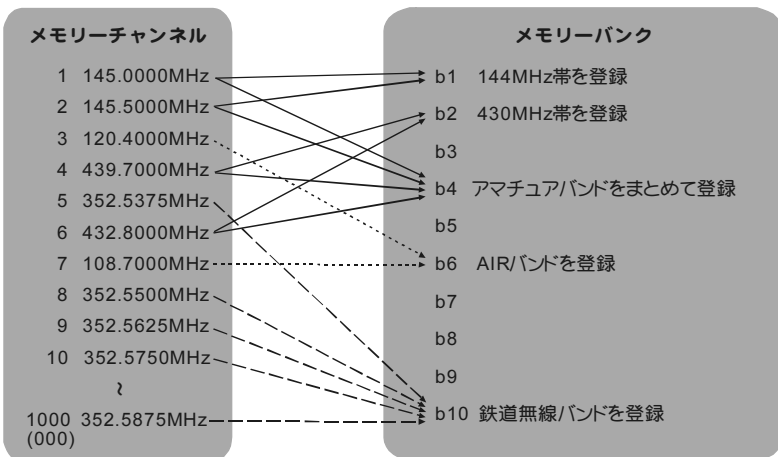 メモリーチャンネル
1 145.0000MHz
2 145.5000MHz
3 120.4000MHz
4 439.7000MHz
5 352.5375MHz
6 432.8000MHz
7 108.7000MHz
8 352.5500MHz
9 352.5625MHz
10 352.5750MHz
～
1000 352.5875MHz
(000)
メモリーバンク
b1 144MHz帯を登録
b2 430MHz帯を登録
b3
b4 アマチュアバンドをまとめて登録
b5
b6 AIRバンドを登録
b7
b8
b9
b10 鉄道無線バンドを登録